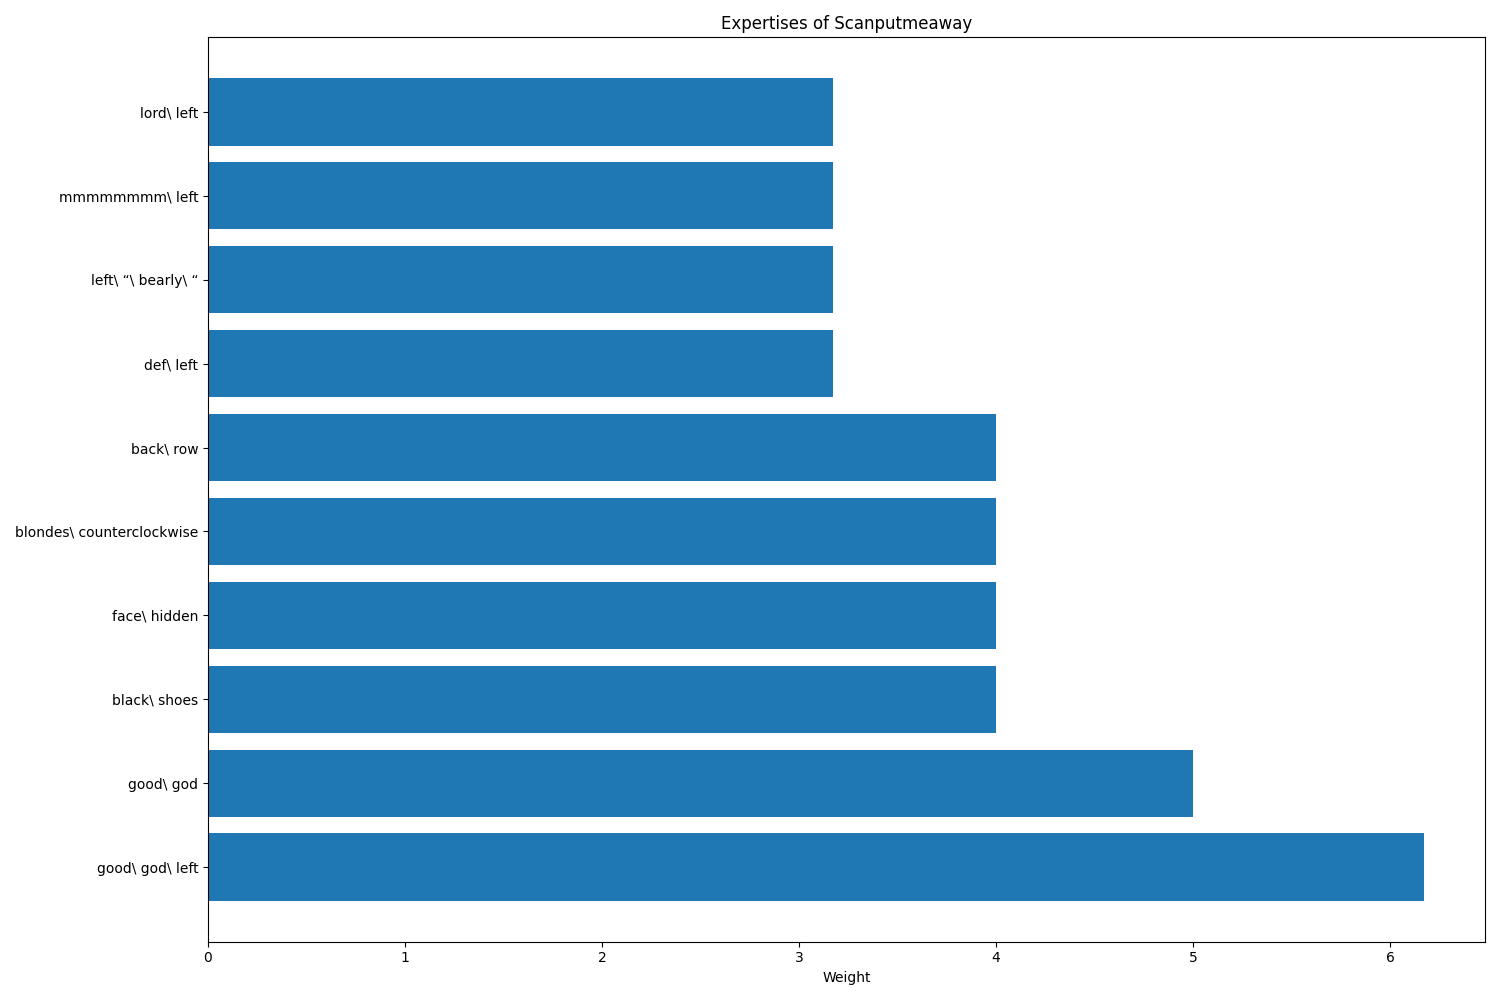 Expertises of Scanputmeaway
lord\ left
mmmmmmmm\ left
left\ “\ bearly\ “
def\ left
back\ row
blondes\ counterclockwise
face\ hidden
black\ shoes
good\ god
good\ god\ left
0 1 2 3 4 5 6
Weight